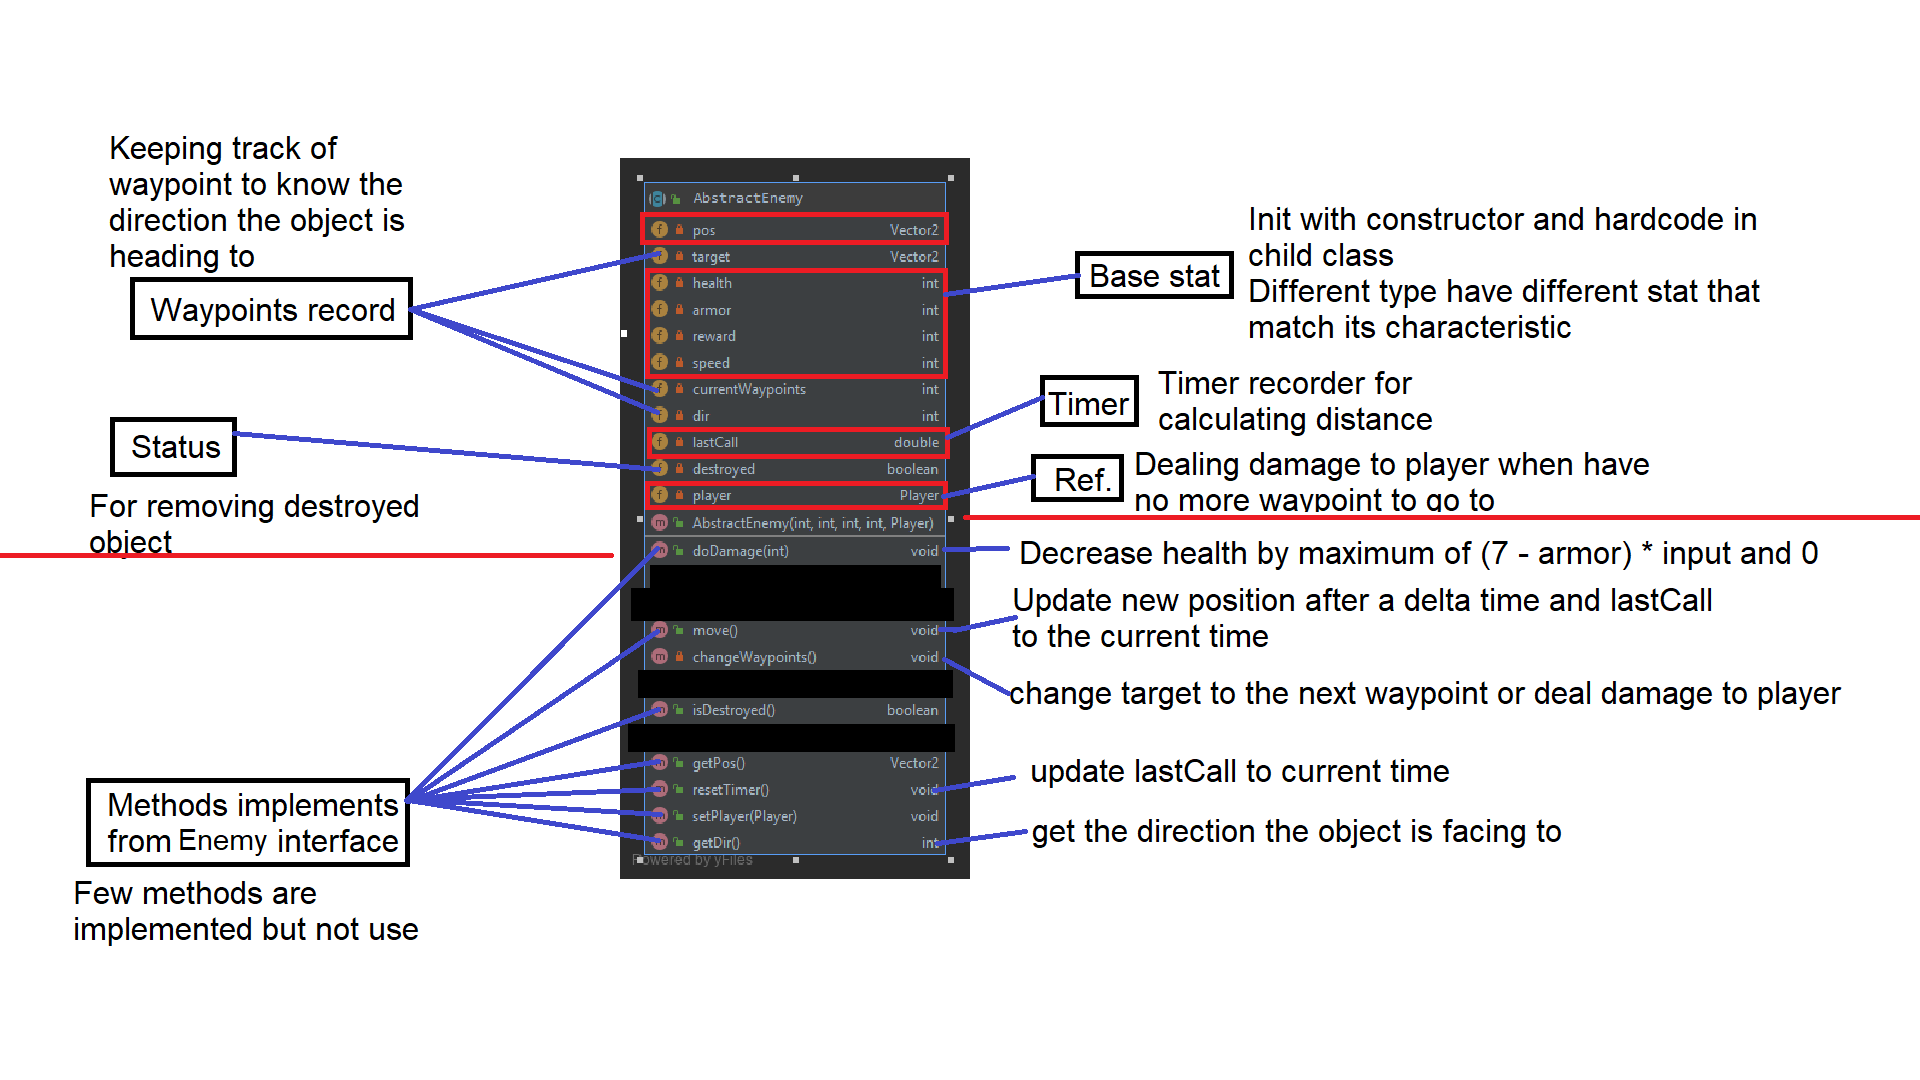 Keeping track of
waypoint to know the
direction the object is
heading to
Waypoints record
Status
For removing destroyed
object
Methods implements
from Enemy interface
Few methods are
implemented but not use
AbstractEnemy
pos Vector2
target Vector2
health int
armor int
reward int
speed int
currentWaypoints int
dir int
lastCall double
destroyed boolean
player Player
AbstractEnemy(int, int, int, int, Player)
doDamage(int) void
move() void
changeWaypoints() void
isDestroyed() boolean
getPos() Vector2
resetTimer() void
setPlayer(Player) void
getDir() int
Powered by yFiles
Base stat
Init with constructor and hardcode in
child class
Different type have different stat that
match its characteristic
Timer
Timer recorder for
calculating distance
Ref.
Dealing damage to player when have
no more waypoint to go to
Decrease health by maximum of (7 - armor) * input and 0
Update new position after a delta time and lastCall
to the current time
change target to the next waypoint or deal damage to player
update lastCall to current time
get the direction the object is facing to